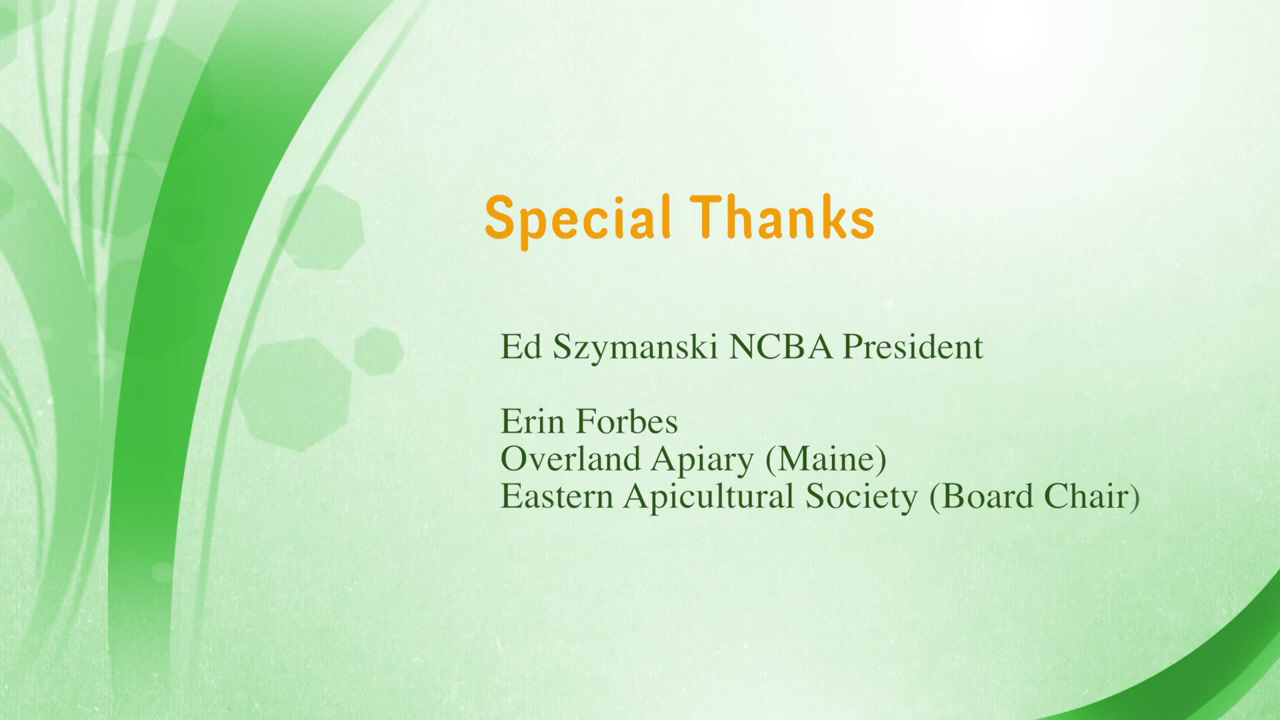 Special Thanks
Ed Szymanski NCBA President
Erin Forbes
Overland Apiary (Maine)
Eastern Apicultural Society (Board Chair)